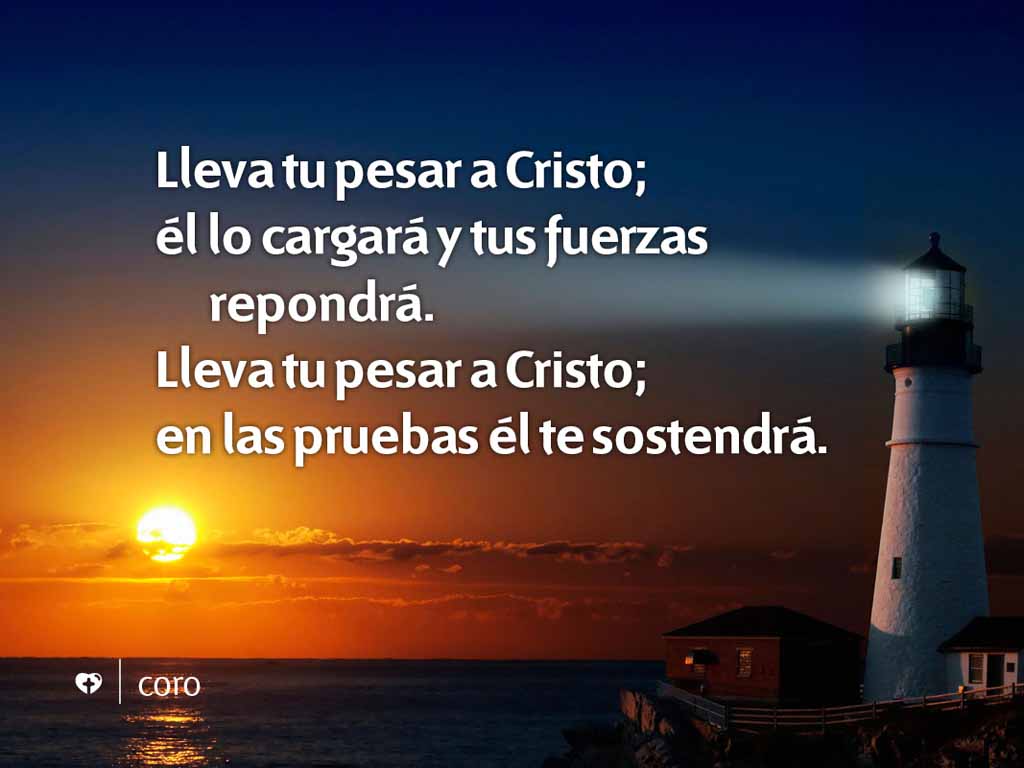 Lleva tu pesar a Cristo;
él lo cargará y tus fuerzas
repondrá.
Lleva tu pesar a Cristo;
en las pruebas él te sostendrá.
coro